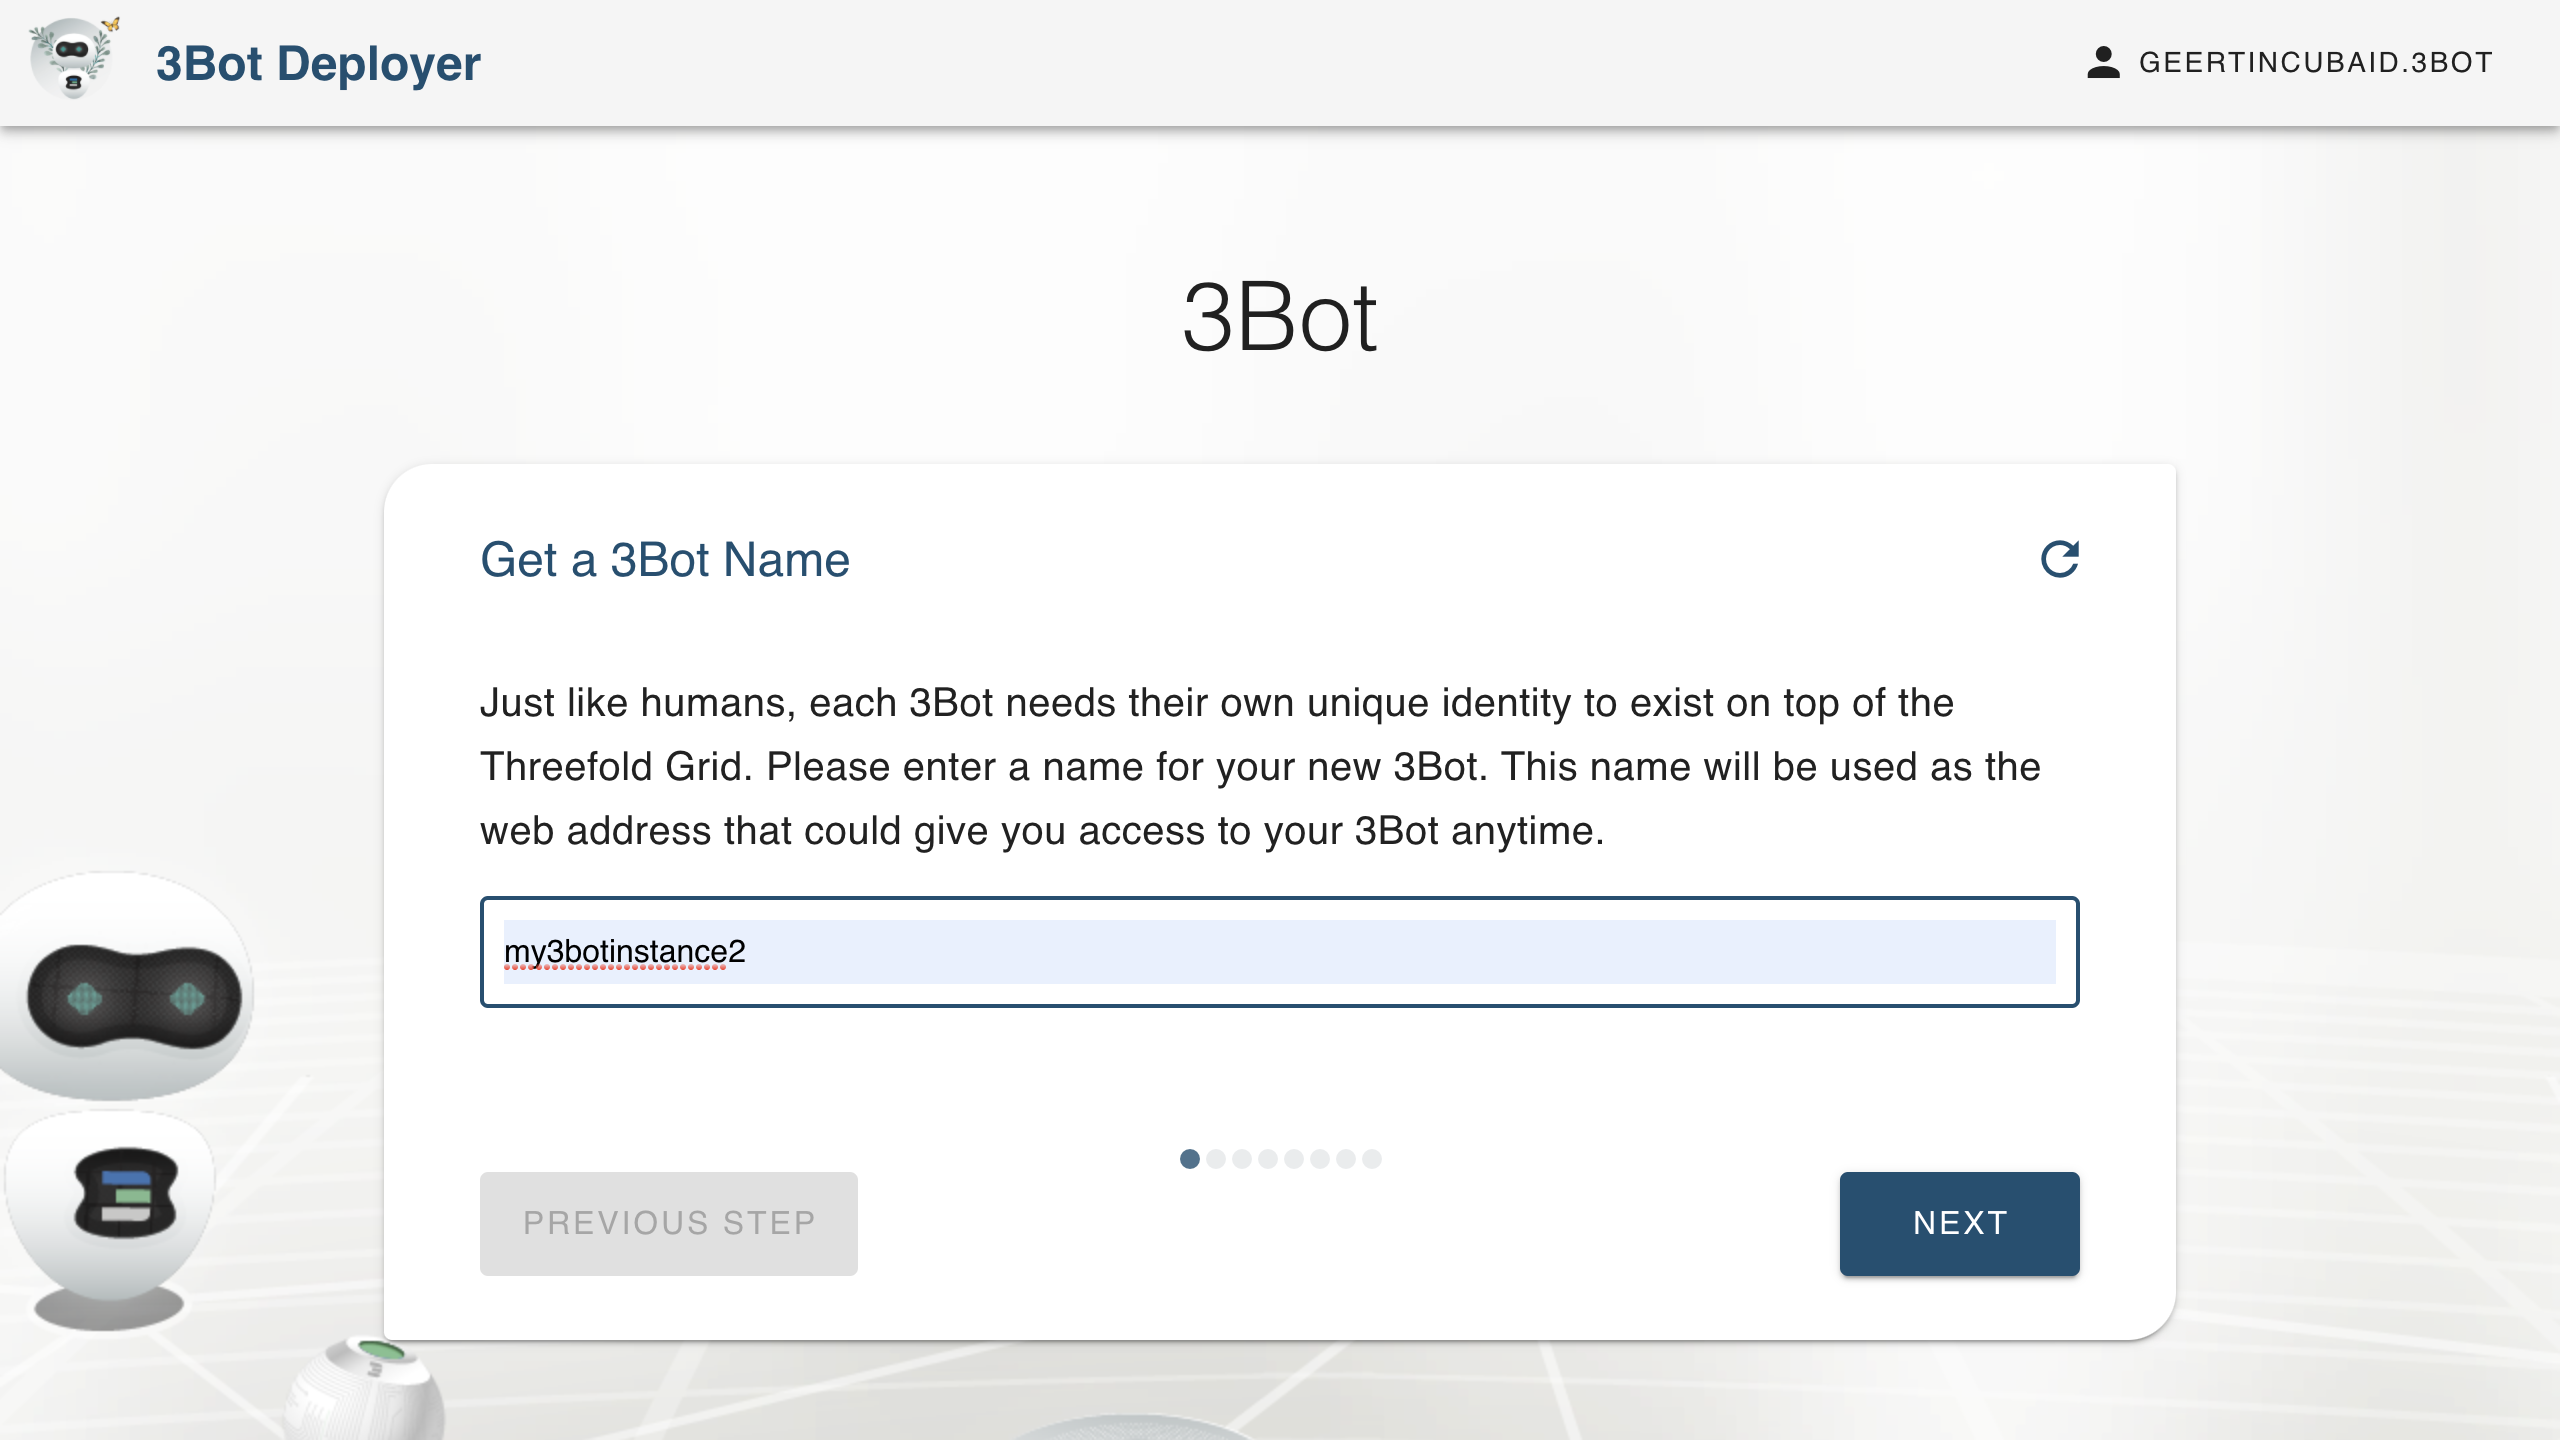 3Bot Deployer
GEERTINCUBAID.3BOT
3Bot
Get a 3Bot Name
Just like humans, each 3Bot needs their own unique identity to exist on top of the
Threefold Grid. Please enter a name for your new 3Bot. This name will be used as the
web address that could give you access to your 3Bot anytime.
my3botinstance2
PREVIOUS STEP
NEXT